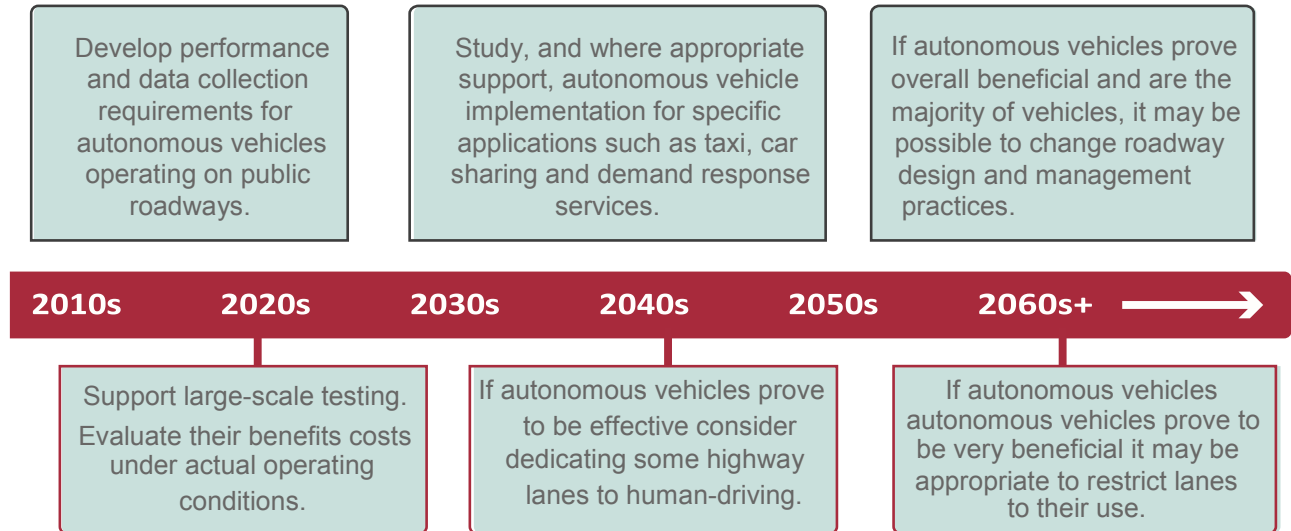 Develop performance
and data collection
requirements for
autonomous vehicles
operating on public
roadways.
Study, and where appropriate
support, autonomous vehicle
implementation for specific
applications such as taxi, car
sharing and demand response
services.
If autonomous vehicles prove
overall beneficial and are the
majority of vehicles, it may be
possible to change roadway
design and management
practices.
2010s 2020s 2030s 2040s 2050s 2060s+
Support large-scale testing.
Evaluate their benefits costs
under actual operating
conditions.
If autonomous vehicles prove
to be effective consider
dedicating some highway
lanes to human-driving.
If autonomous vehicles
autonomous vehicles prove to
be very beneficial it may be
appropriate to restrict lanes
to their use.